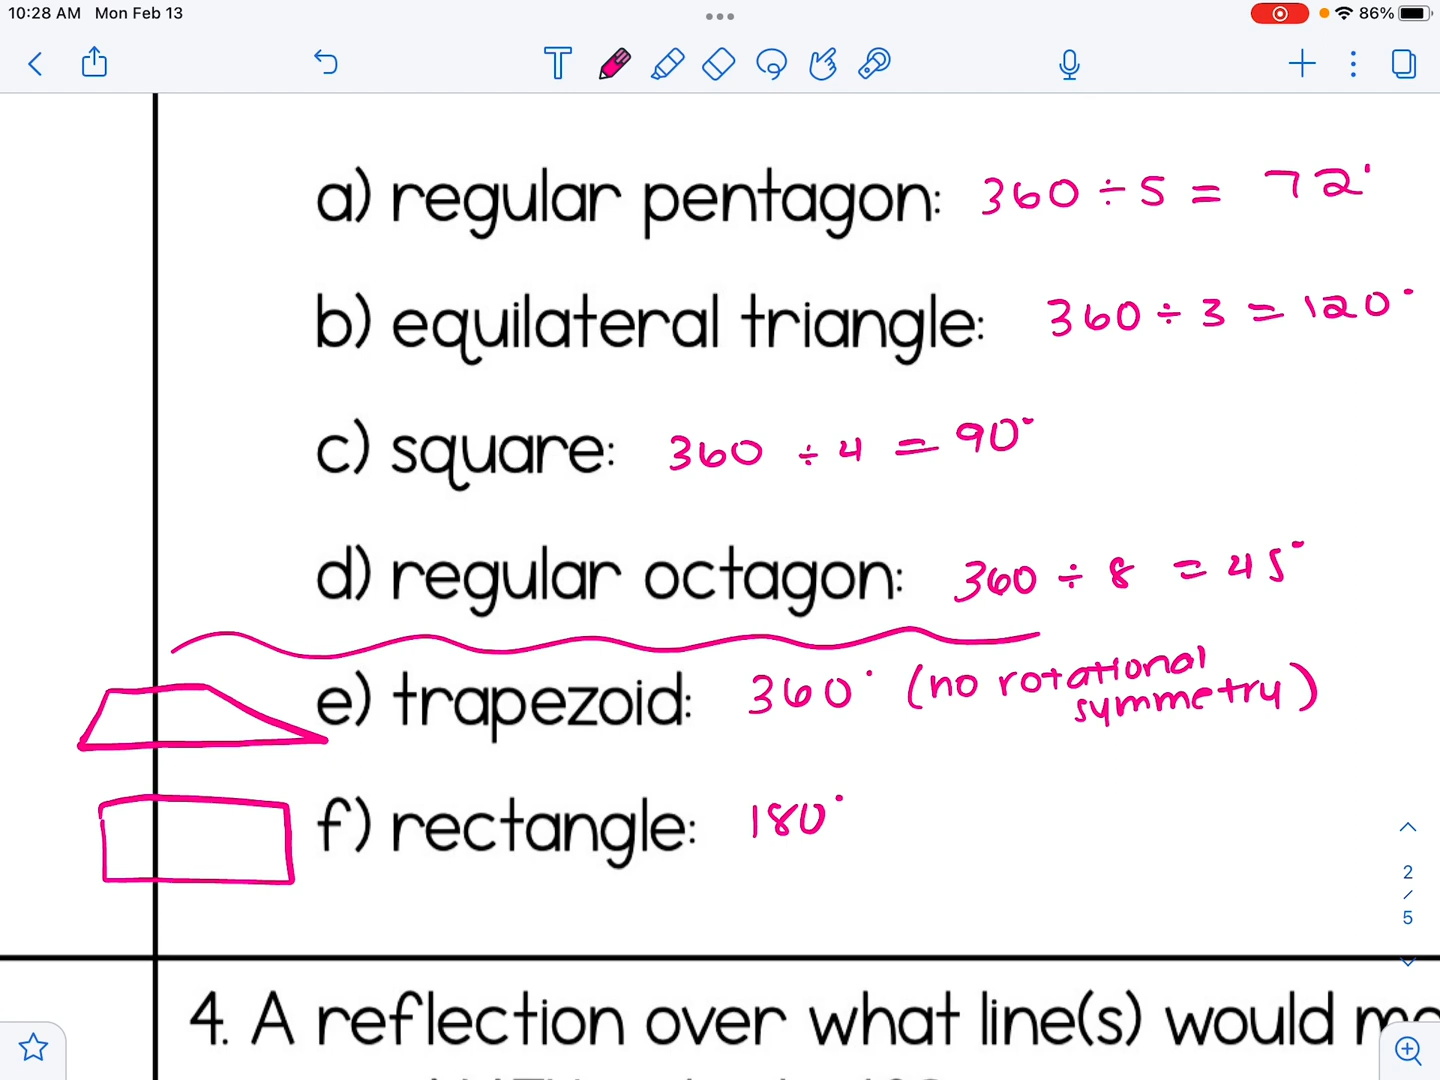 10:28 AM Mon Feb 13
86%
a) regular pentagon: 360 ÷ 5 = 72°
b) equilateral triangle: 360 ÷ 3 = 120°
c) square: 360 ÷ 4 = 90°
d) regular octagon: 360 ÷ 8 = 45°
e) trapezoid: 360° (no rotational
symmetry)
f) rectangle: 180°
2
/
5
4. A reflection over what line(s) would